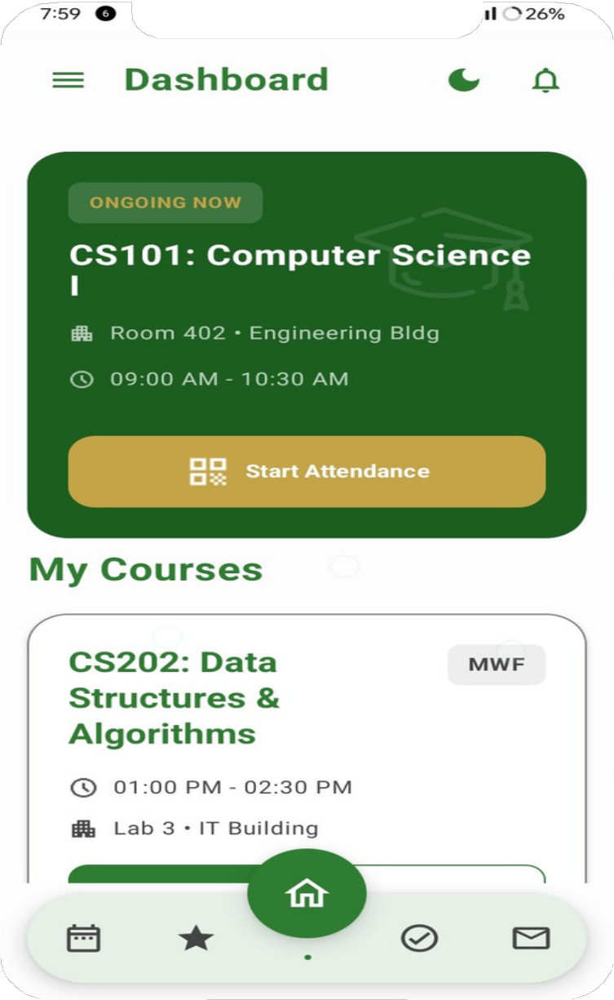 7:59 6 26%
Dashboard
ONGOING NOW
CS101: Computer Science
I
Room 402 • Engineering Bldg
09:00 AM - 10:30 AM
Start Attendance
My Courses
CS202: Data
Structures &
Algorithms
MWF
01:00 PM - 02:30 PM
Lab 3 • IT Building